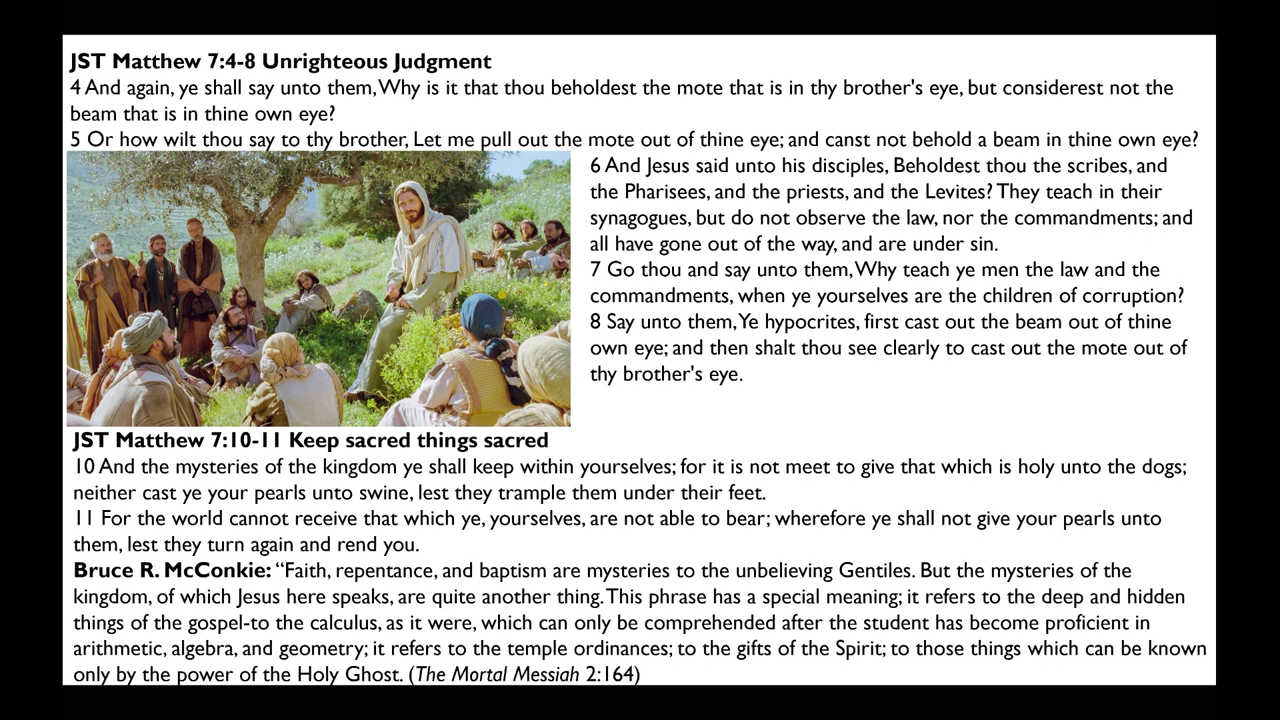 JST Matthew 7:4-8 Unrighteous Judgment
4 And again, ye shall say unto them, Why is it that thou beholdest the mote that is in thy brother's eye, but considerest not the
beam that is in thine own eye?
5 Or how wilt thou say to thy brother, Let me pull out the mote out of thine eye; and canst not behold a beam in thine own eye?
6 And Jesus said unto his disciples, Beholdest thou the scribes, and
the Pharisees, and the priests, and the Levites? They teach in their
synagogues, but do not observe the law, nor the commandments; and
all have gone out of the way, and are under sin.
7 Go thou and say unto them, Why teach ye men the law and the
commandments, when ye yourselves are the children of corruption?
8 Say unto them, Ye hypocrites, first cast out the beam out of thine
own eye; and then shalt thou see clearly to cast out the mote out of
thy brother's eye.
JST Matthew 7:10-11 Keep sacred things sacred
10 And the mysteries of the kingdom ye shall keep within yourselves; for it is not meet to give that which is holy unto the dogs;
neither cast ye your pearls unto swine, lest they trample them under their feet.
11 For the world cannot receive that which ye, yourselves, are not able to bear; wherefore ye shall not give your pearls unto
them, lest they turn again and rend you.
Bruce R. McConkie: “Faith, repentance, and baptism are mysteries to the unbelieving Gentiles. But the mysteries of the
kingdom, of which Jesus here speaks, are quite another thing. This phrase has a special meaning; it refers to the deep and hidden
things of the gospel-to the calculus, as it were, which can only be comprehended after the student has become proficient in
arithmetic, algebra, and geometry; it refers to the temple ordinances; to the gifts of the Spirit; to those things which can be known
only by the power of the Holy Ghost. (The Mortal Messiah 2:164)